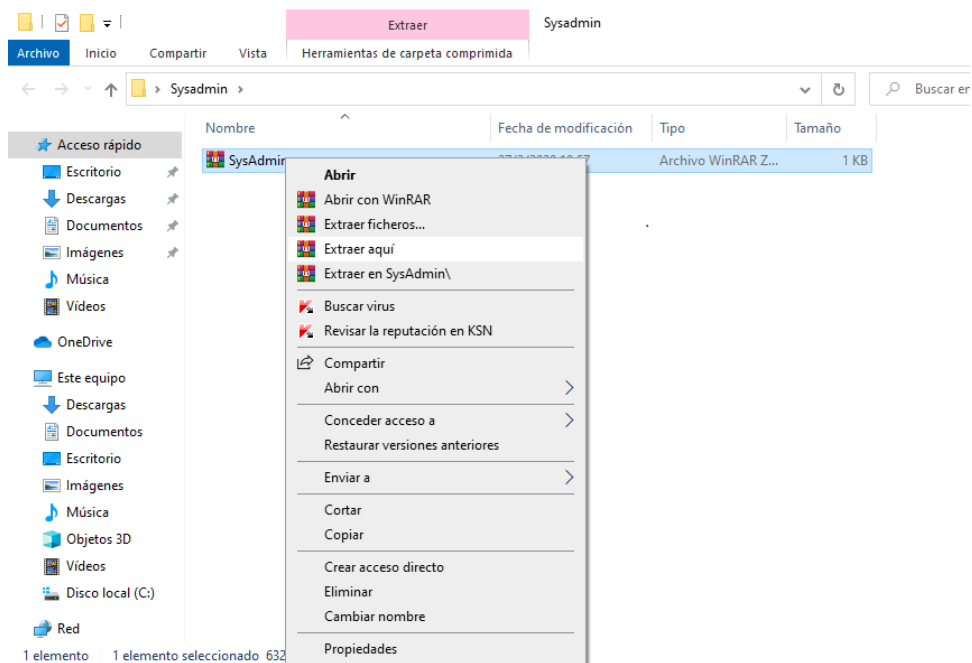 Extraer
Sysadmin
Archivo
Inicio
Compartir
Vista
Herramientas de carpeta comprimida
Sysadmin
Buscar en
Nombre
Fecha de modificación
Tipo
Tamaño
SysAdmin
Archivo WinRAR Z...
1 KB
Acceso rápido
Escritorio
Descargas
Documentos
Imágenes
Música
Vídeos
OneDrive
Este equipo
Descargas
Documentos
Escritorio
Imágenes
Música
Objetos 3D
Vídeos
Disco local (C:)
Red
Abrir
Abrir con WinRAR
Extraer ficheros...
Extraer aquí
Extraer en SysAdmin\
Buscar virus
Revisar la reputación en KSN
Compartir
Abrir con
Conceder acceso a
Restaurar versiones anteriores
Enviar a
Cortar
Copiar
Crear acceso directo
Eliminar
Cambiar nombre
Propiedades
1 elemento
1 elemento seleccionado 632